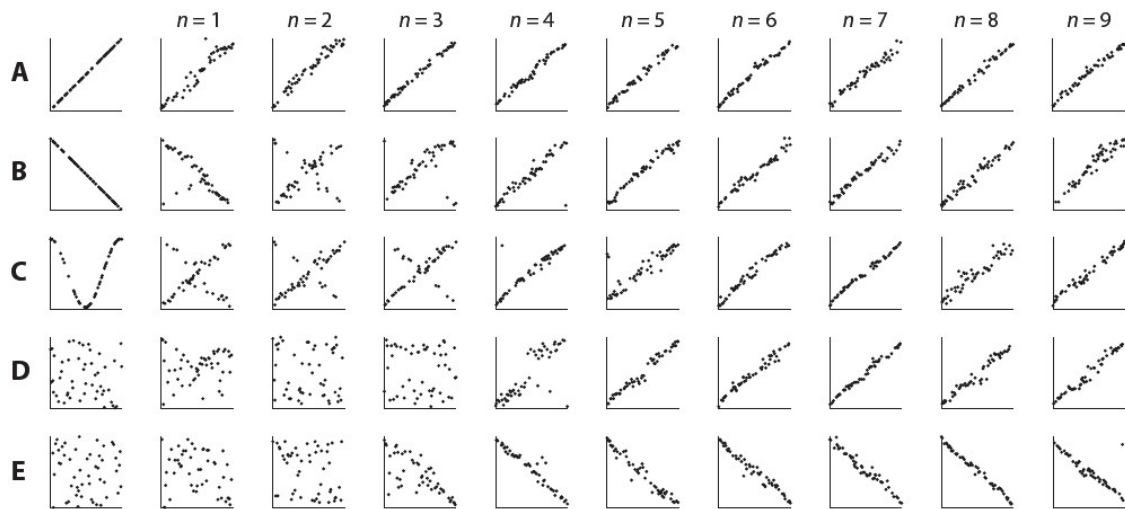 n = 1 n = 2 n = 3 n = 4 n = 5 n = 6 n = 7 n = 8 n = 9
A
B
C
D
E